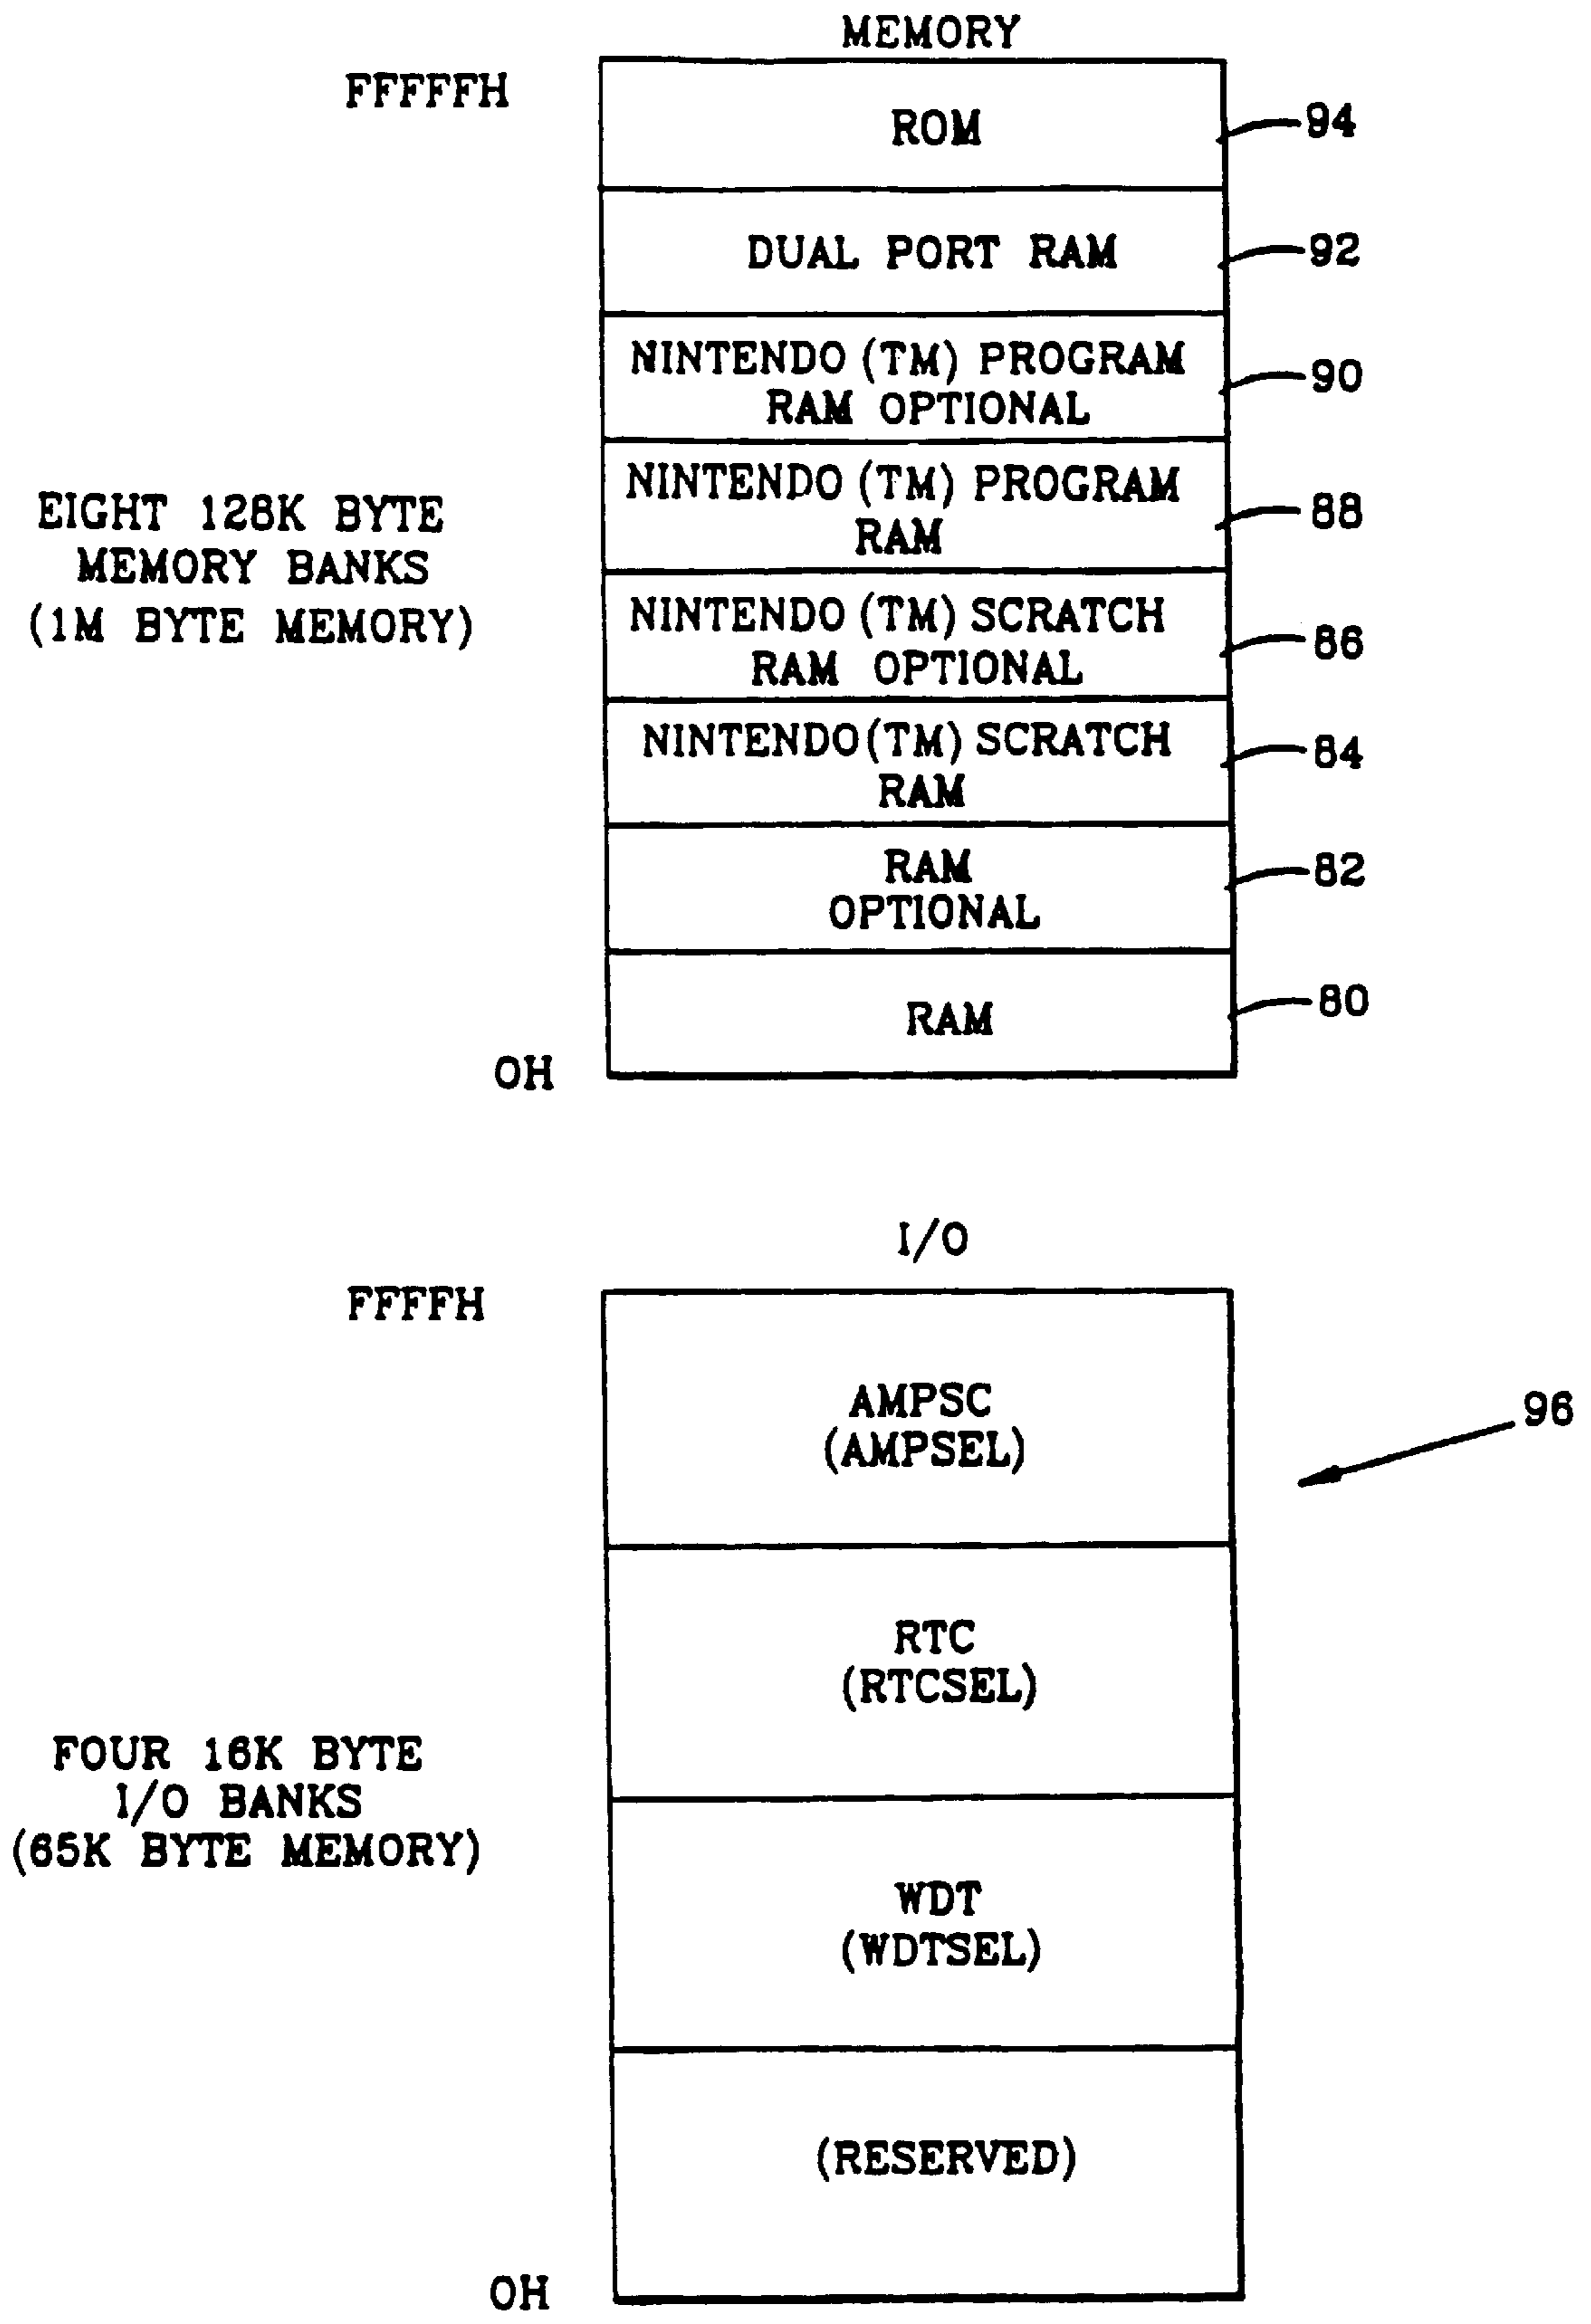 MEMORY
FFFFFH
ROM
94
DUAL PORT RAM
92
NINTENDO (TM) PROGRAM
RAM OPTIONAL
90
NINTENDO (TM) PROGRAM
RAM
88
EIGHT 128K BYTE
MEMORY BANKS
(1M BYTE MEMORY)
NINTENDO (TM) SCRATCH
RAM OPTIONAL
86
NINTENDO (TM) SCRATCH
RAM
84
RAM
OPTIONAL
82
RAM
80
0H
I/O
FFFFH
AMPSC
(AMPSEL)
96
RTC
(RTCSEL)
FOUR 16K BYTE
I/O BANKS
(65K BYTE MEMORY)
WDT
(WDTSEL)
(RESERVED)
0H